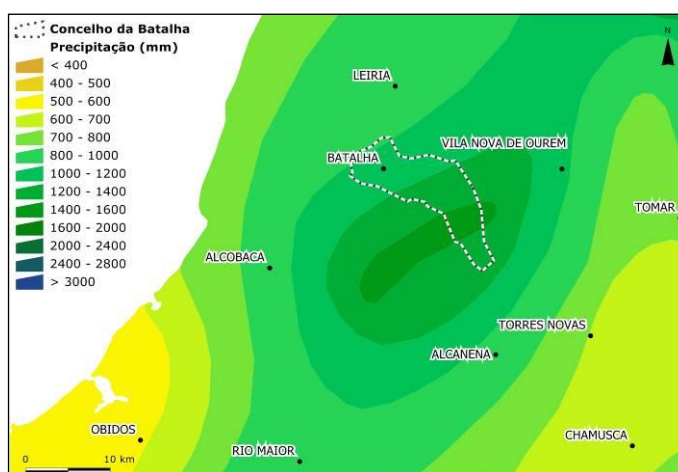 Concelho da Batalha
Precipitação (mm)
< 400
400 - 500
500 - 600
600 - 700
700 - 800
800 - 1000
1000 - 1200
1200 - 1400
1400 - 1600
1600 - 2000
2000 - 2400
2400 - 2800
> 3000
N
LEIRIA
BATALHA
VILA NOVA DE OUREM
TOMAR
ALCOBACA
TORRES NOVAS
ALCANENA
OBIDOS
RIO MAIOR
CHAMUSCA
0 10 km